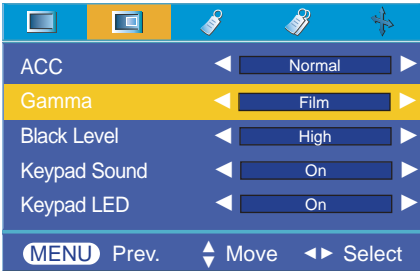 ACC Normal
Gamma Film
Black Level High
Keypad Sound On
Keypad LED On
MENU Prev. Move Select